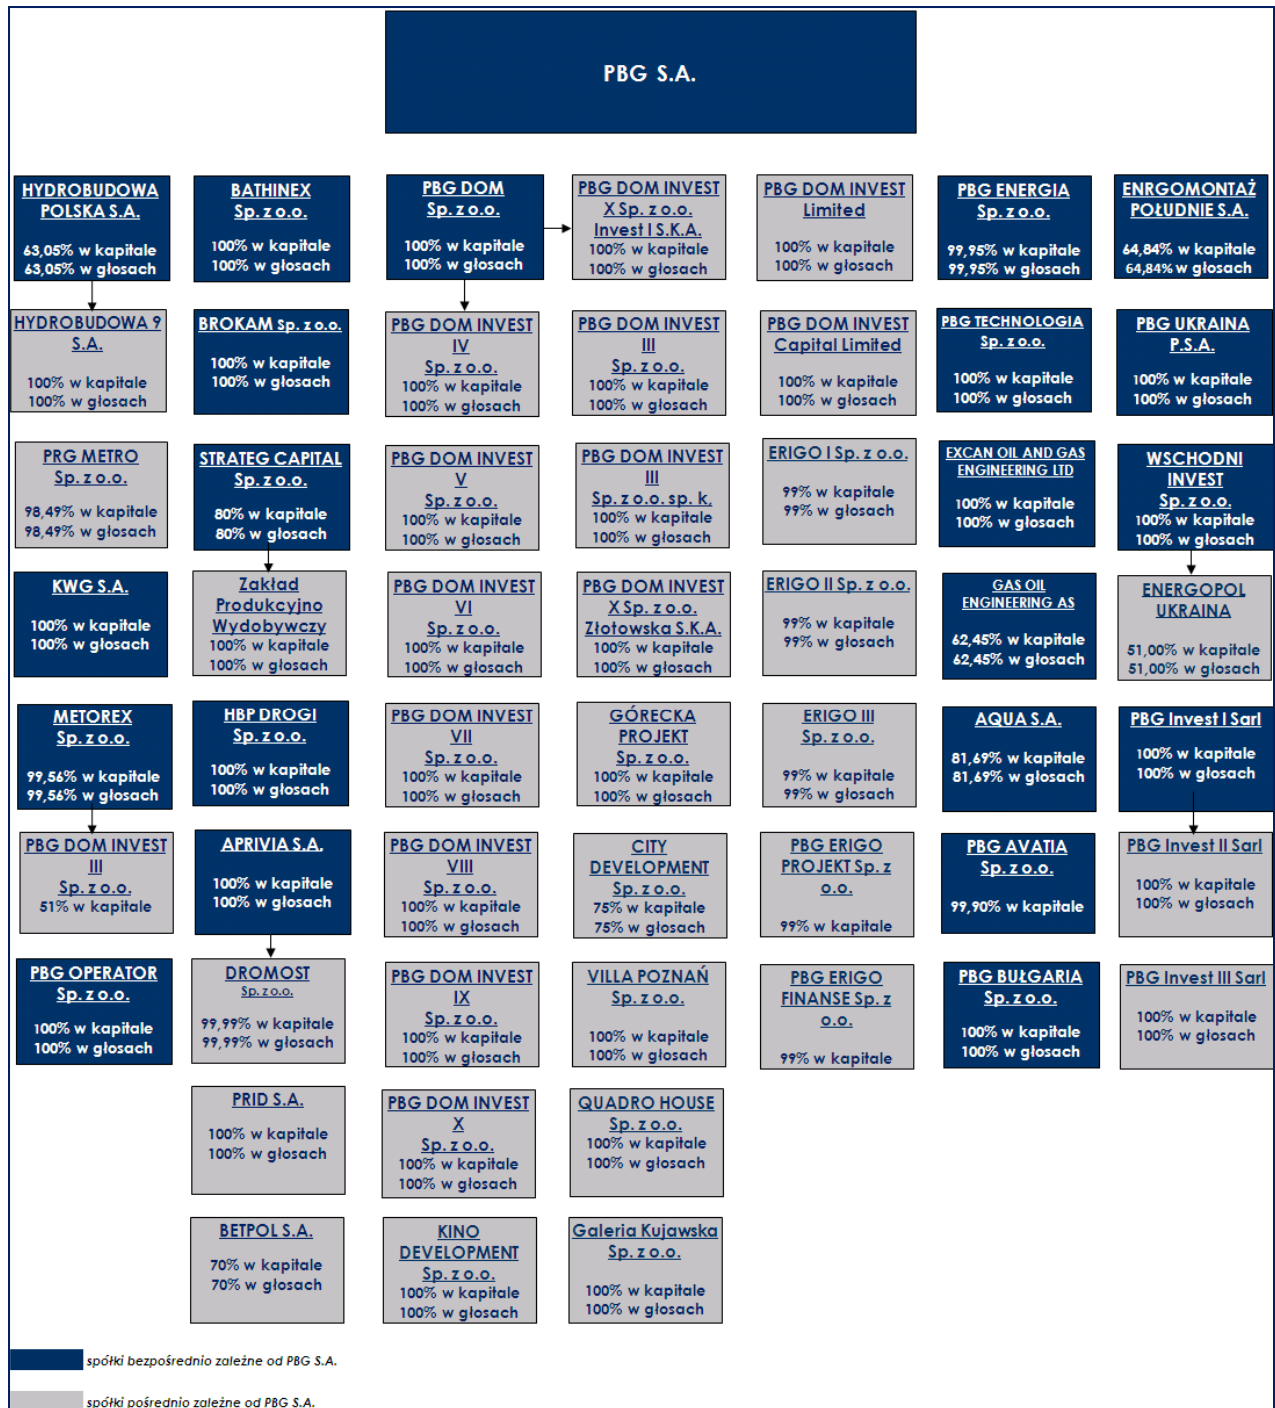 PBG S.A.
HYDROBUDOWA
POLSKA S.A.
63,05% w kapitale
63,05% w głosach
BATHINEX
Sp. z o.o.
100% w kapitale
100% w głosach
PBG DOM
Sp. z o.o.
100% w kapitale
100% w głosach
PBG DOM INVEST
X Sp. z o.o.
Invest I S.K.A.
100% w kapitale
100% w głosach
PBG DOM INVEST
Limited
100% w kapitale
100% w głosach
PBG ENERGIA
Sp. z o.o.
99,95% w kapitale
99,95% w głosach
ENRGOMONTAŻ
POŁUDNIE S.A.
64,84% w kapitale
64,84% w głosach
HYDROBUDOWA 9
S.A.
100% w kapitale
100% w głosach
BROKAM Sp. z o.o.
100% w kapitale
100% w głosach
PBG DOM INVEST
IV
Sp. z o.o.
100% w kapitale
100% w głosach
PBG DOM INVEST
III
Sp. z o.o.
100% w kapitale
100% w głosach
PBG DOM INVEST
Capital Limited
100% w kapitale
100% w głosach
PBG TECHNOLOGIA
Sp. z o.o.
100% w kapitale
100% w głosach
PBG UKRAINA
P.S.A.
100% w kapitale
100% w głosach
PRG METRO
Sp. z o.o.
98,49% w kapitale
98,49% w głosach
STRATEG CAPITAL
Sp. z o.o.
80% w kapitale
80% w głosach
PBG DOM INVEST
V
Sp. z o.o.
100% w kapitale
100% w głosach
PBG DOM INVEST
III
Sp. z o.o. sp. k.
100% w kapitale
100% w głosach
ERIGO I Sp. z o.o.
99% w kapitale
99% w głosach
EXCAN OIL AND GAS
ENGINEERING LTD
100% w kapitale
100% w głosach
WSCHODNI
INVEST
Sp. z o.o.
100% w kapitale
100% w głosach
KWG S.A.
100% w kapitale
100% w głosach
Zakład
Produkcyjno
Wydobywczy
100% w kapitale
100% w głosach
PBG DOM INVEST
VI
Sp. z o.o.
100% w kapitale
100% w głosach
PBG DOM INVEST
X Sp. z o.o.
Złotowska S.K.A.
100% w kapitale
100% w głosach
ERIGO II Sp. z o.o.
99% w kapitale
99% w głosach
GAS OIL
ENGINEERING AS
62,45% w kapitale
62,45% w głosach
ENERGOPOL
UKRAINA
51,00% w kapitale
51,00% w głosach
METOREX
Sp. z o.o.
99,56% w kapitale
99,56% w głosach
HBP DROGI
Sp. z o.o.
100% w kapitale
100% w głosach
PBG DOM INVEST
VII
Sp. z o.o.
100% w kapitale
100% w głosach
GÓRECKA
PROJEKT
Sp. z o.o.
100% w kapitale
100% w głosach
ERIGO III
Sp. z o.o.
99% w kapitale
99% w głosach
AQUA S.A.
81,69% w kapitale
81,69% w głosach
PBG Invest I Sarl
100% w kapitale
100% w głosach
PBG DOM INVEST
III
Sp. z o.o.
51% w kapitale
APRIVIA S.A.
100% w kapitale
100% w głosach
PBG DOM INVEST
VIII
Sp. z o.o.
100% w kapitale
100% w głosach
CITY
DEVELOPMENT
Sp. z o.o.
75% w kapitale
75% w głosach
PBG ERIGO
PROJEKT Sp. z
o.o.
99% w kapitale
PBG AVATIA
Sp. z o.o.
99,90% w kapitale
PBG Invest II Sarl
100% w kapitale
100% w głosach
PBG OPERATOR
Sp. z o.o.
100% w kapitale
100% w głosach
DROMOST
Sp. z o.o.
99,99% w kapitale
99,99% w głosach
PBG DOM INVEST
IX
Sp. z o.o.
100% w kapitale
100% w głosach
VILLA POZNAŃ
Sp. z o.o.
100% w kapitale
100% w głosach
PBG ERIGO
FINANSE Sp. z
o.o.
99% w kapitale
PBG BUŁGARIA
Sp. z o.o.
100% w kapitale
100% w głosach
PBG Invest III Sarl
100% w kapitale
100% w głosach
PRID S.A.
100% w kapitale
100% w głosach
PBG DOM INVEST
X
Sp. z o.o.
100% w kapitale
100% w głosach
QUADRO HOUSE
Sp. z o.o.
100% w kapitale
100% w głosach
BETPOL S.A.
70% w kapitale
70% w głosach
KINO
DEVELOPMENT
Sp. z o.o.
100% w kapitale
100% w głosach
Galeria Kujawska
Sp. z o.o.
100% w kapitale
100% w głosach
spółki bezpośrednio zależne od PBG S.A.
spółki pośrednio zależne od PBG S.A.